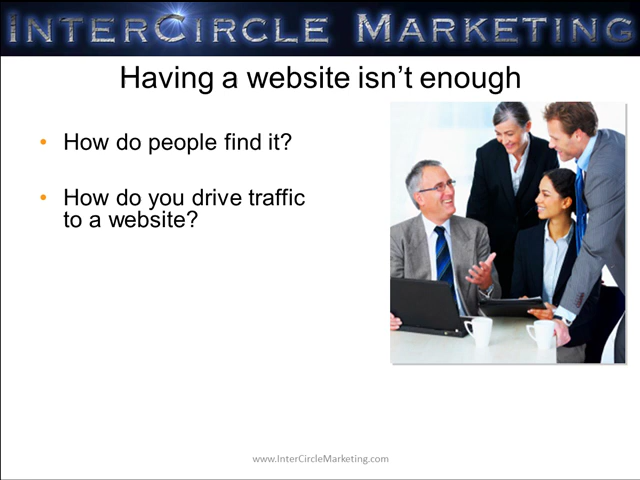 INTERCIRCLE MARKETING
Having a website isn’t enough
• How do people find it?
• How do you drive traffic
to a website?
www.InterCircleMarketing.com